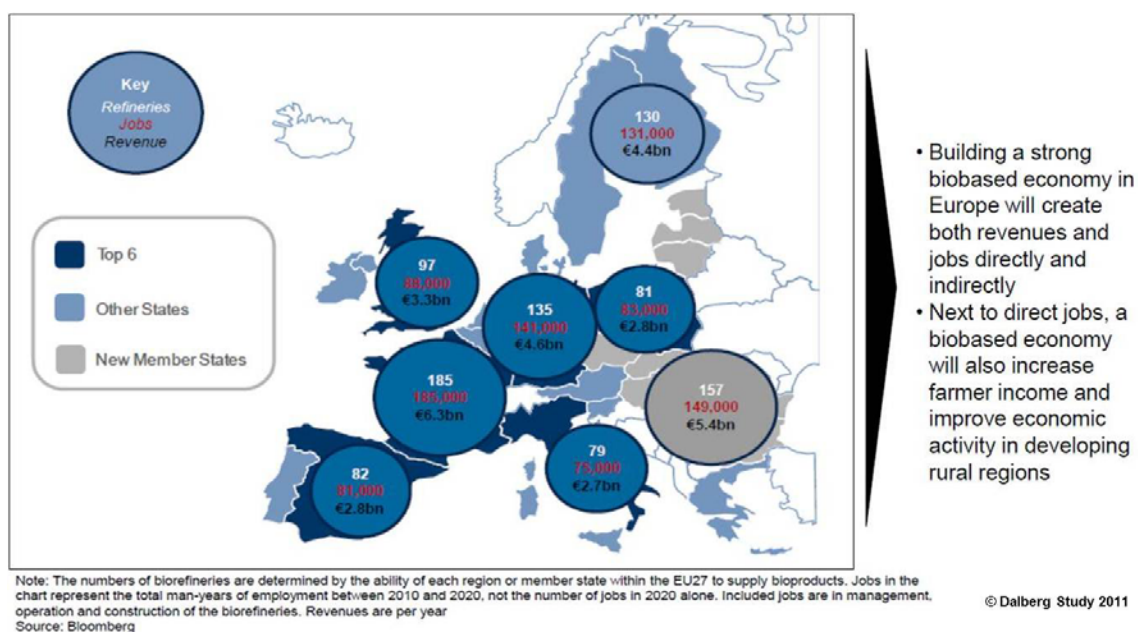 Key
Refineries
Jobs
Revenue
Top 6
Other States
New Member States
130
131,000
€4.4bn
97
88,000
€3.3bn
135
141,000
€4.6bn
81
83,000
€2.8bn
185
185,000
€6.3bn
157
149,000
€5.4bn
82
81,000
€2.8bn
79
75,000
€2.7bn
• Building a strong
biobased economy in
Europe will create
both revenues and
jobs directly and
indirectly
• Next to direct jobs, a
biobased economy
will also increase
farmer income and
improve economic
activity in developing
rural regions
Note: The numbers of biorefineries are determined by the ability of each region or member state within the EU27 to supply bioproducts. Jobs in the
chart represent the total man-years of employment between 2010 and 2020, not the number of jobs in 2020 alone. Included jobs are in management,
operation and construction of the biorefineries. Revenues are per year
Source: Bloomberg
© Dalberg Study 2011